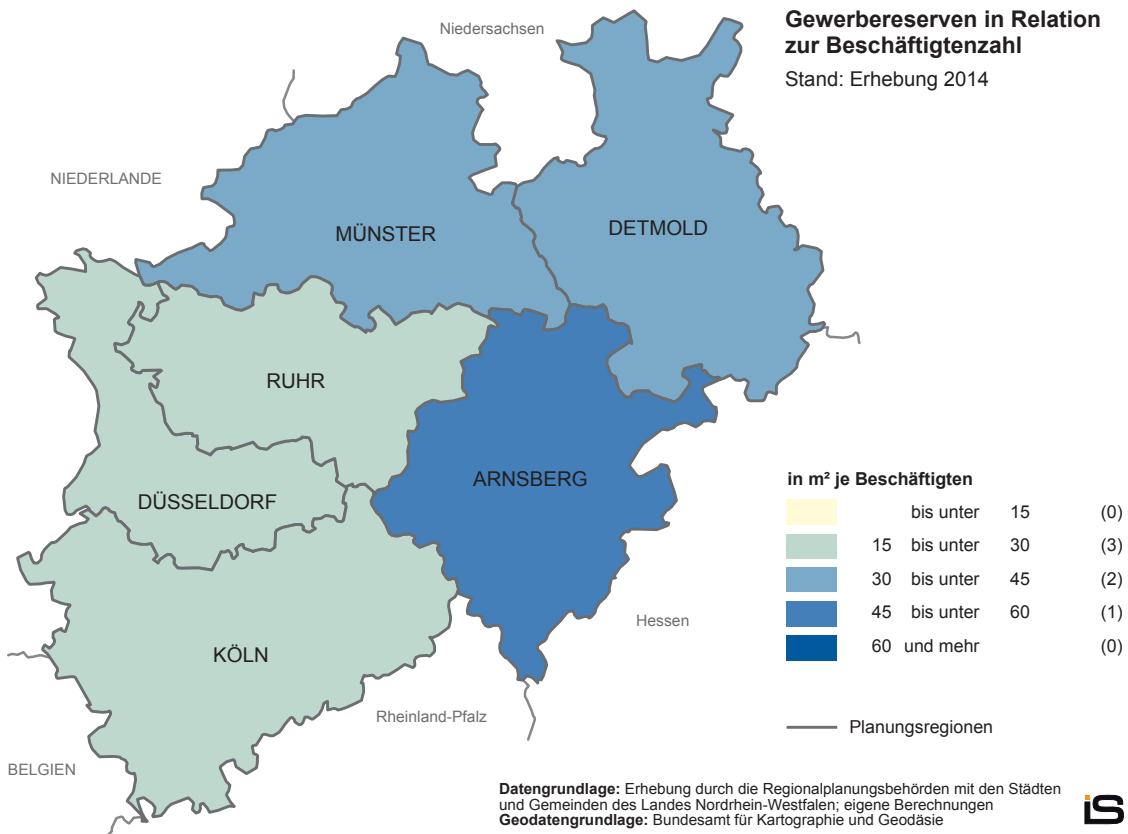 Gewerbereserven in Relation
zur Beschäftigtenzahl
Stand: Erhebung 2014
Niedersachsen
NIEDERLANDE
MÜNSTER
DETMOLD
RUHR
ARNSBERG
DÜSSELDORF
KÖLN
Hessen
Rheinland-Pfalz
BELGIEN
in m² je Beschäftigten
bis unter 15 (0)
15 bis unter 30 (3)
30 bis unter 45 (2)
45 bis unter 60 (1)
60 und mehr (0)
Planungsregionen
Datengrundlage: Erhebung durch die Regionalplanungsbehörden mit den Städten
und Gemeinden des Landes Nordrhein-Westfalen; eigene Berechnungen
Geodatengrundlage: Bundesamt für Kartographie und Geodäsie
iS